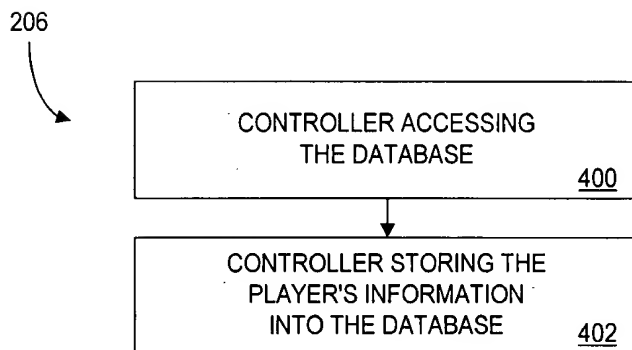 206
CONTROLLER ACCESSING
THE DATABASE
400
CONTROLLER STORING THE
PLAYER'S INFORMATION
INTO THE DATABASE
402